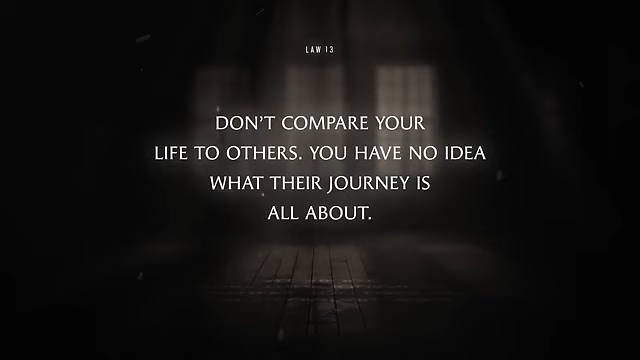 LAW 13
DON'T COMPARE YOUR
LIFE TO OTHERS. YOU HAVE NO IDEA
WHAT THEIR JOURNEY IS
ALL ABOUT.